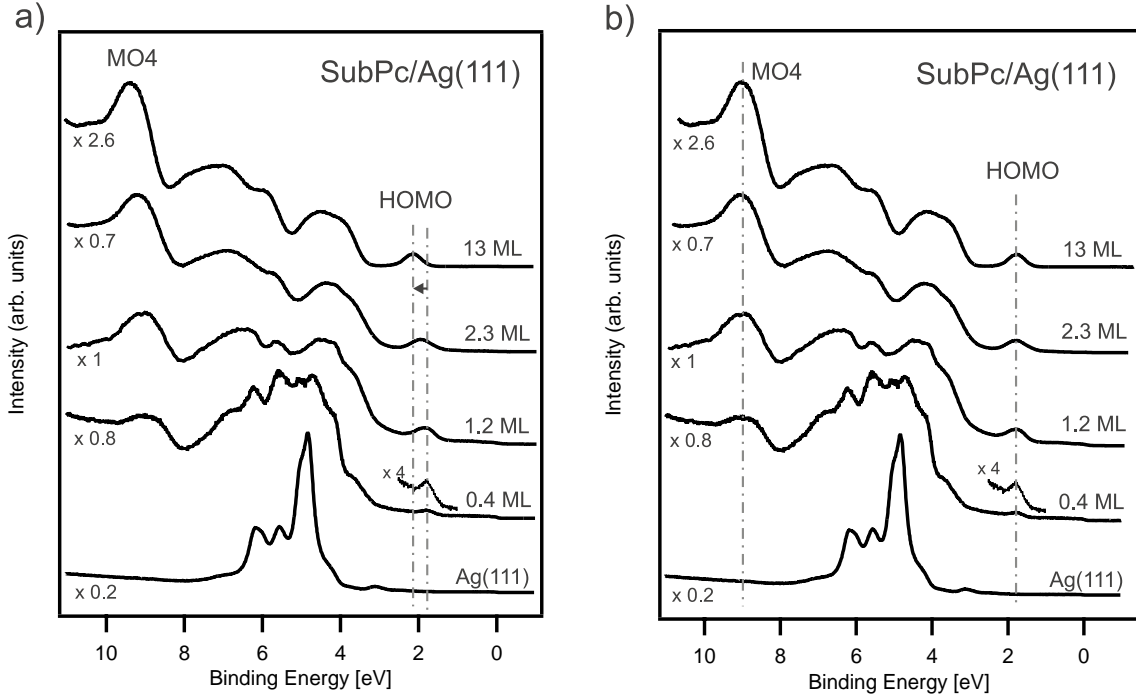 a)
MO4
SubPc/Ag(111)
x 2.6
HOMO
x 0.7
13 ML
x 1
2.3 ML
x 0.8
1.2 ML
x 4
0.4 ML
x 0.2
Ag(111)
Intensity (arb. units)
10 8 6 4 2 0
Binding Energy [eV]
b)
MO4
SubPc/Ag(111)
x 2.6
HOMO
x 0.7
13 ML
x 1
2.3 ML
x 0.8
1.2 ML
x 4
0.4 ML
x 0.2
Ag(111)
Intensity (arb. units)
10 8 6 4 2 0
Binding Energy [eV]